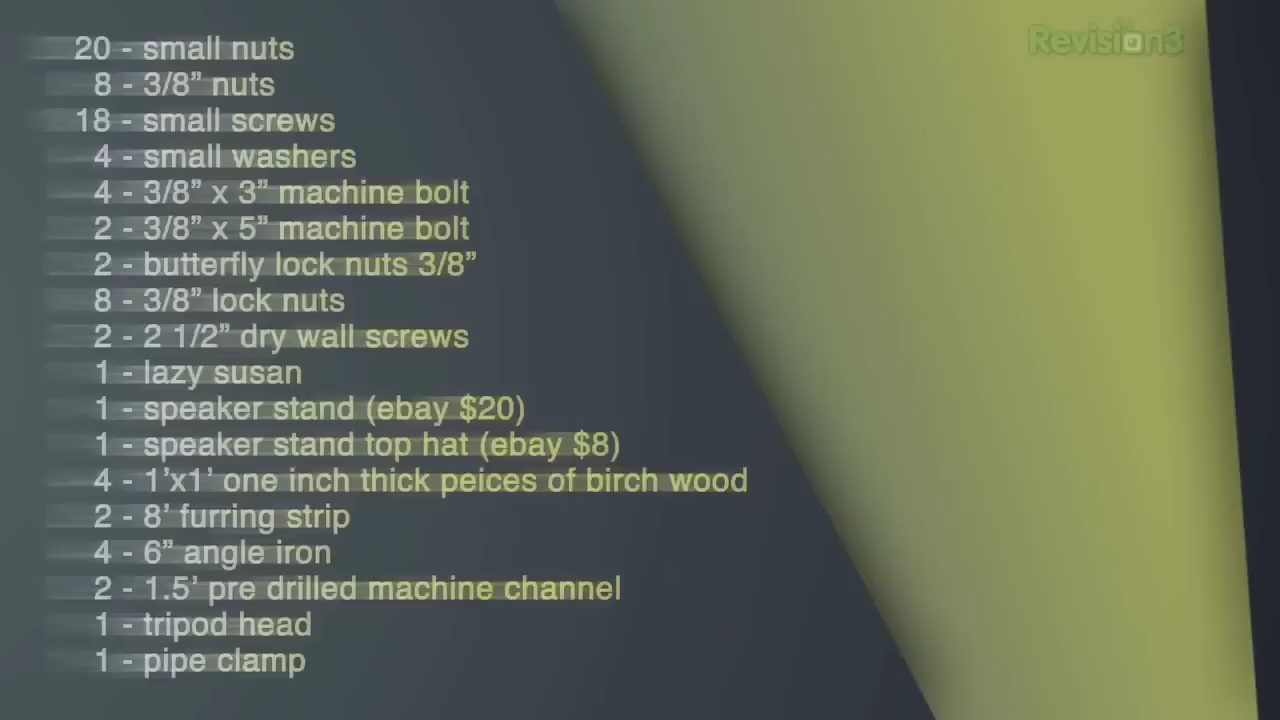 Revision3
20 - small nuts
8 - 3/8” nuts
18 - small screws
4 - small washers
4 - 3/8” x 3” machine bolt
2 - 3/8” x 5” machine bolt
2 - butterfly lock nuts 3/8”
8 - 3/8” lock nuts
2 - 2 1/2” dry wall screws
1 - lazy susan
1 - speaker stand (ebay $20)
1 - speaker stand top hat (ebay $8)
4 - 1’x1’ one inch thick peices of birch wood
2 - 8’ furring strip
4 - 6” angle iron
2 - 1.5’ pre drilled machine channel
1 - tripod head
1 - pipe clamp